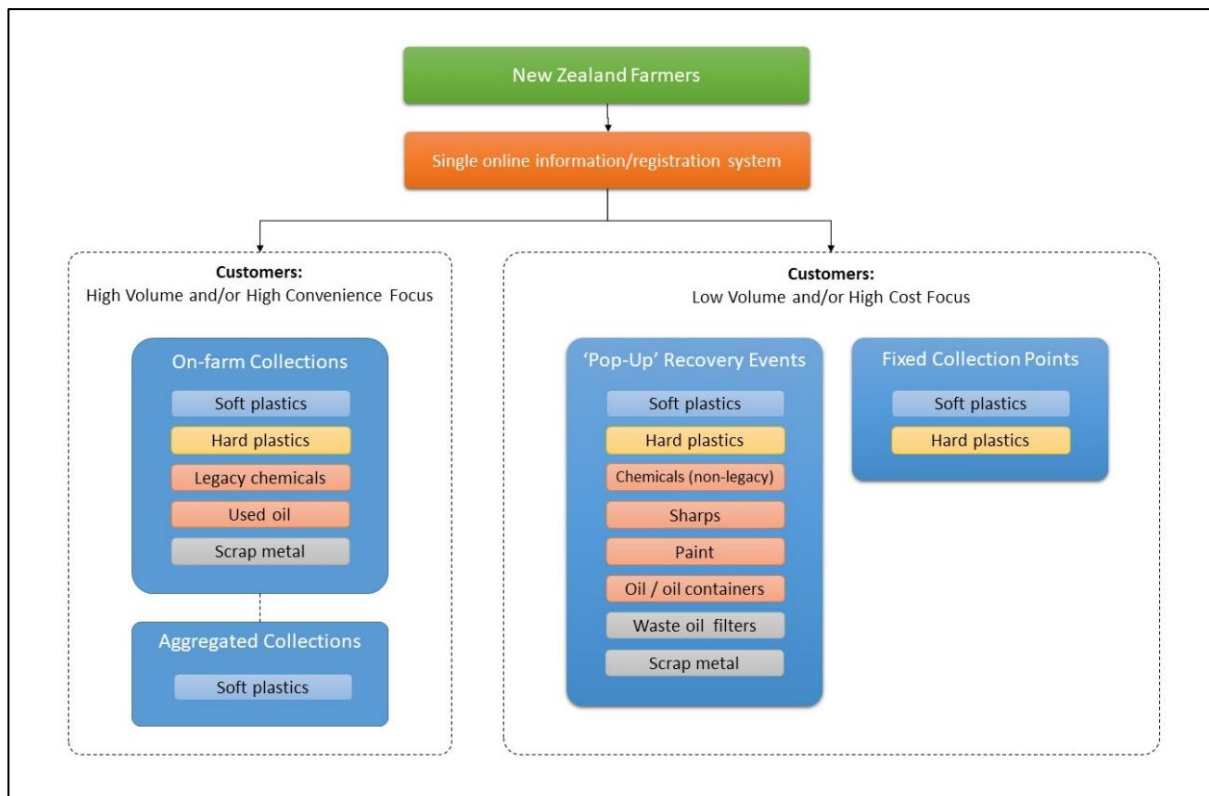 New Zealand Farmers
Single online information/registration system
Customers:
High Volume and/or High Convenience Focus
On-farm Collections
Soft plastics
Hard plastics
Legacy chemicals
Used oil
Scrap metal
Aggregated Collections
Soft plastics
Customers:
Low Volume and/or High Cost Focus
‘Pop-Up’ Recovery Events
Soft plastics
Hard plastics
Chemicals (non-legacy)
Sharps
Paint
Oil / oil containers
Waste oil filters
Scrap metal
Fixed Collection Points
Soft plastics
Hard plastics